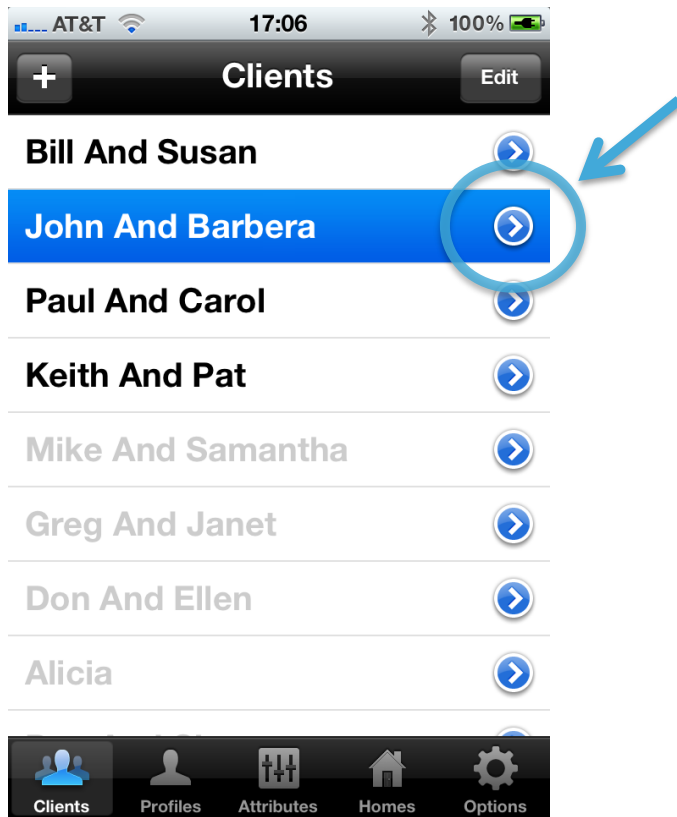 AT&T 17:06 100%
+ Clients Edit
Bill And Susan
John And Barbera
Paul And Carol
Keith And Pat
Mike And Samantha
Greg And Janet
Don And Ellen
Alicia
Clients Profiles Attributes Homes Options